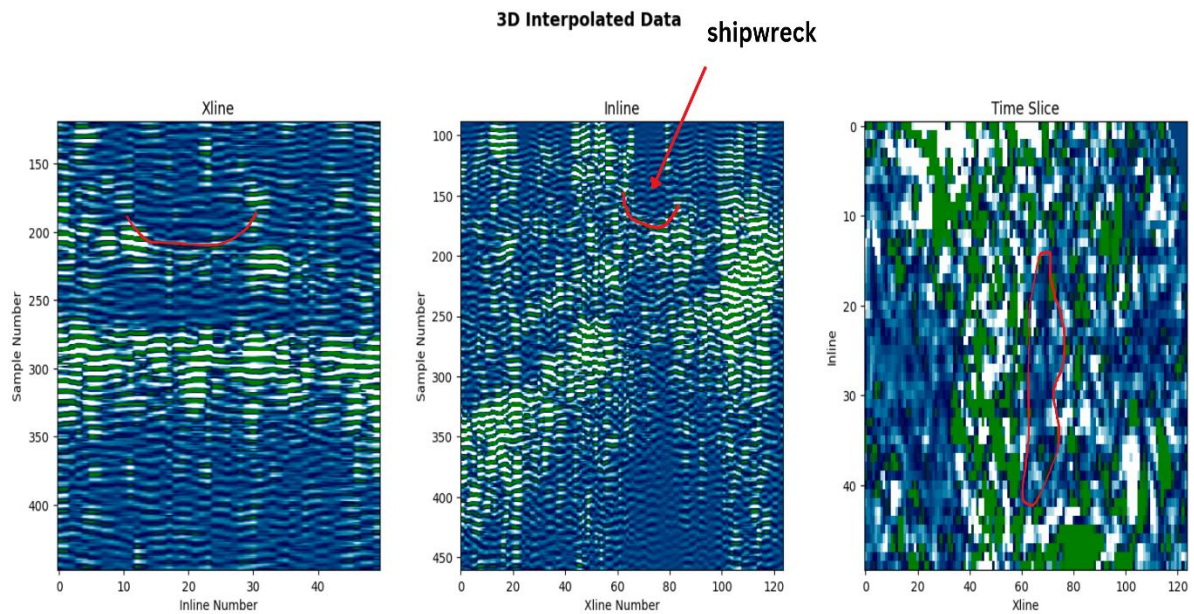 3D Interpolated Data
shipwreck
Xline
150
200
250
300
350
400
0 10 20 30 40
Sample Number
Inline Number
Inline
100
150
200
250
300
350
400
450
0 20 40 60 80 100 120
Sample Number
Xline Number
Time Slice
0
10
20
30
40
0 20 40 60 80 100 120
Inline
Xline